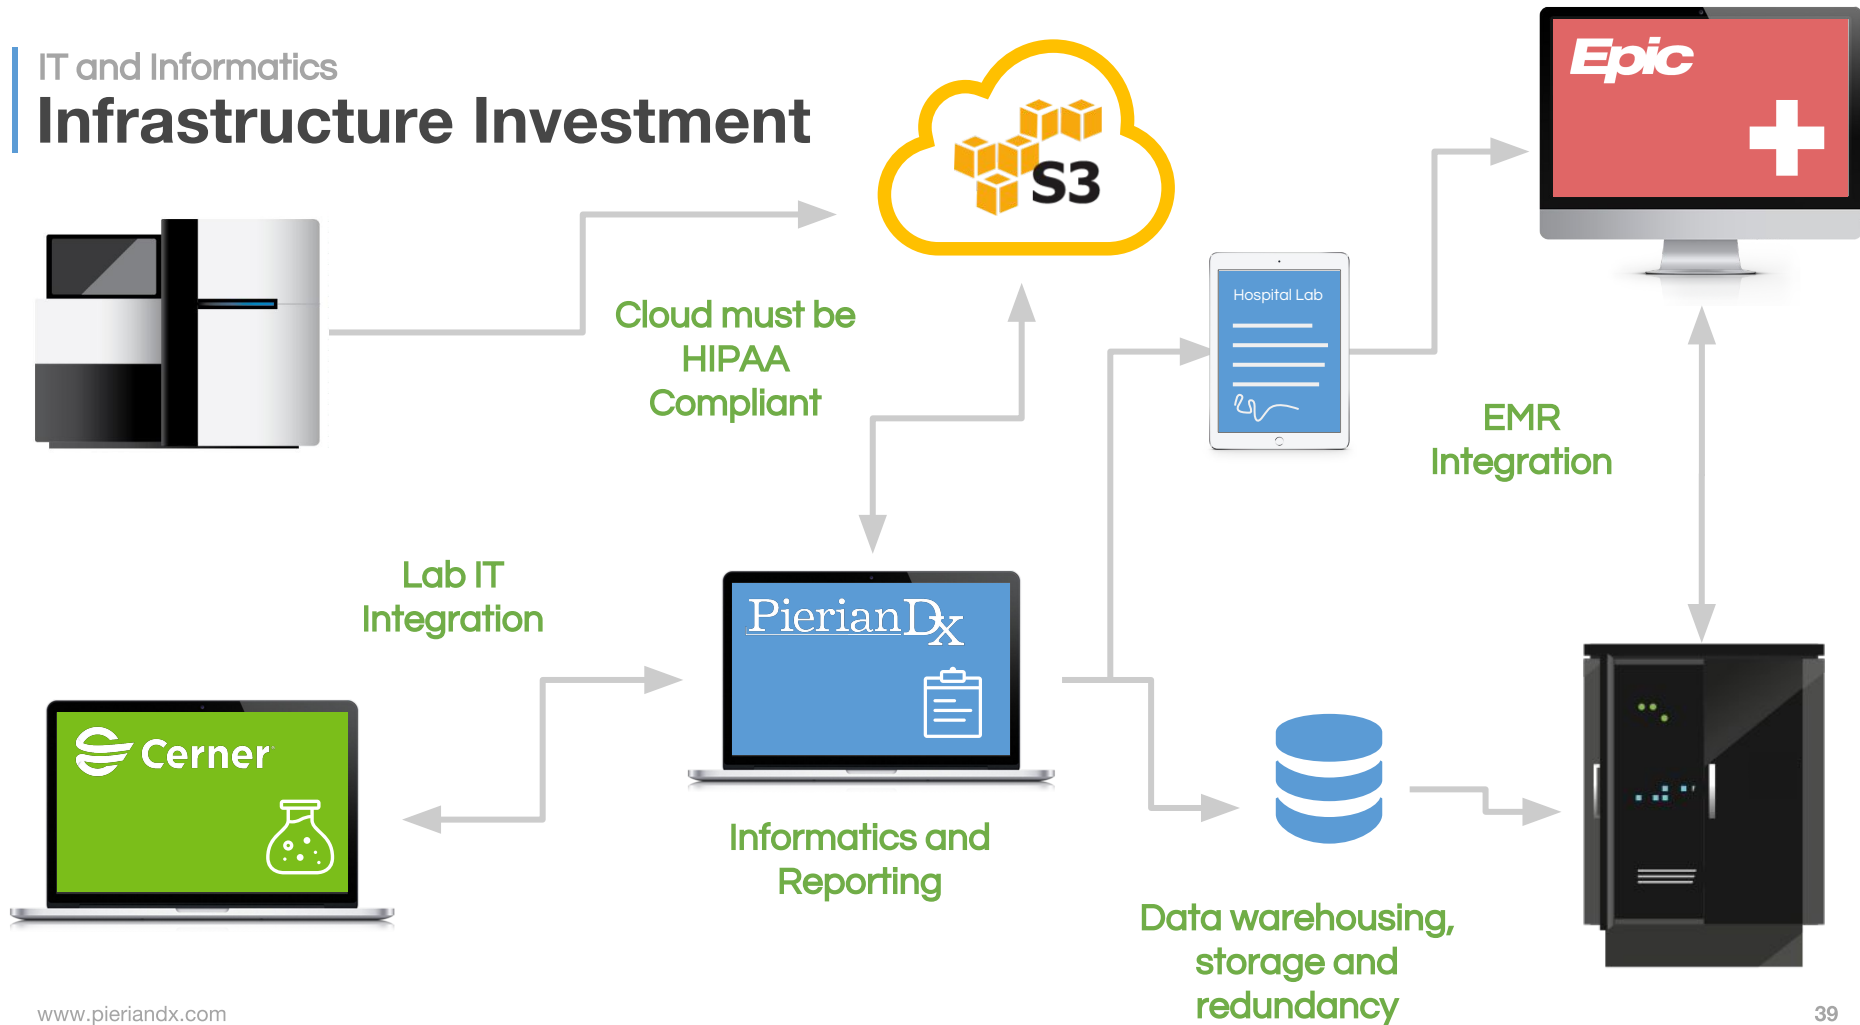 IT and Informatics
Infrastructure Investment
S3
Epic
Hospital Lab
Cloud must be
HIPAA
Compliant
EMR
Integration
Lab IT
Integration
PierianDx
Cerner
Informatics and
Reporting
Data warehousing,
storage and
redundancy
www.pieriandx.com
39